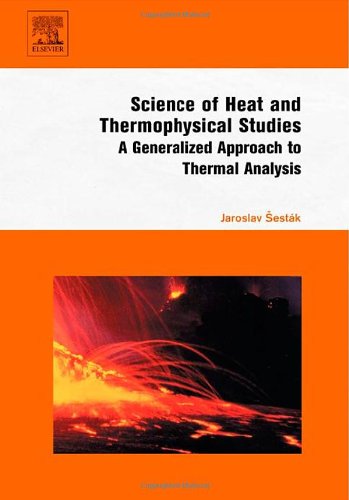 ELSEVIER
Science of Heat and
Thermophysical Studies
A Generalized Approach to
Thermal Analysis
Jaroslav Šesták